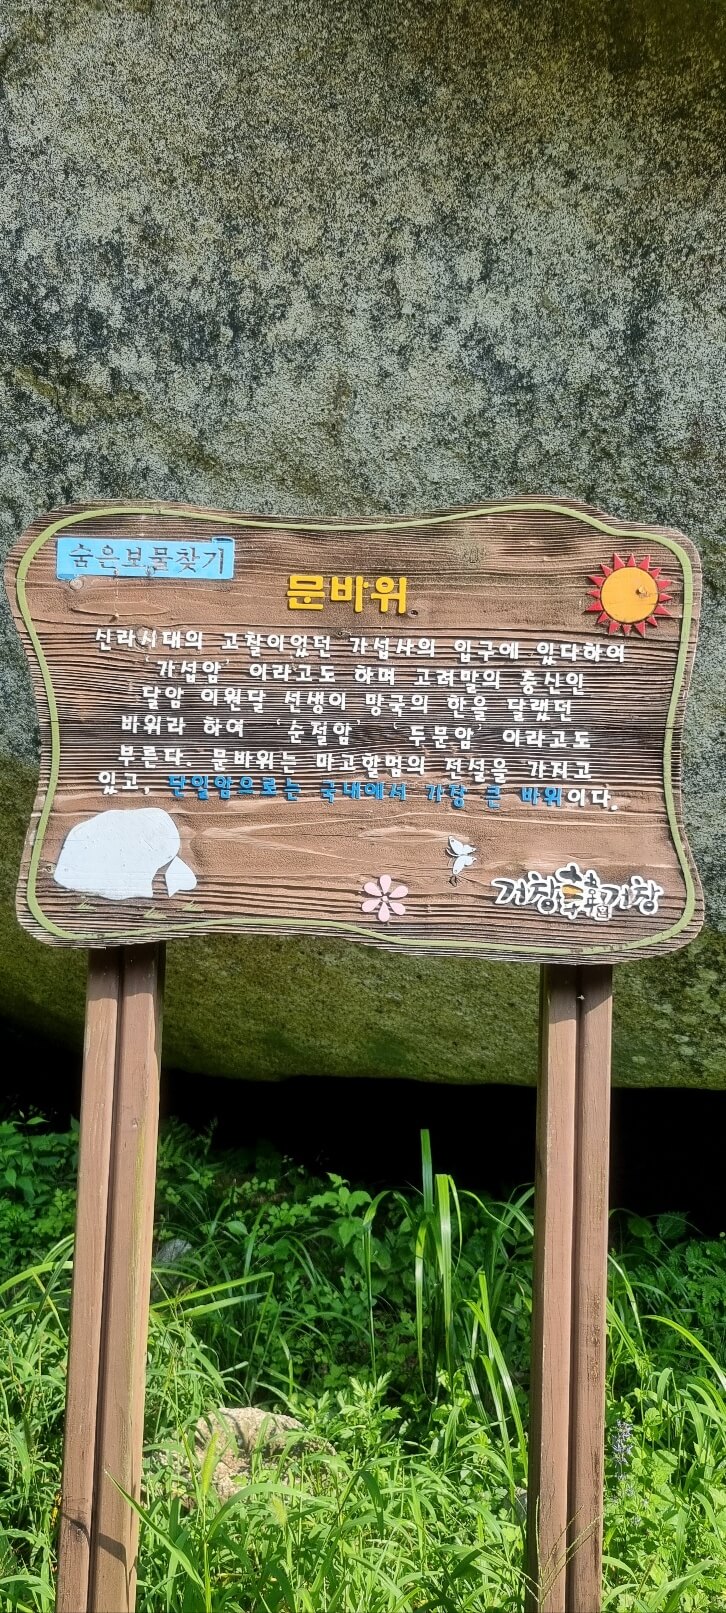 숨은보물찾기
문바위
신라시대의 고찰이었던 가섭사의 입구에 있다하여
'가섭암' 이라고도 하며 고려말의 충신인
달암 이원달 선생이 망국의 한을 달랬던
바위라 하여 '순절암' '두문암' 이라고도
부른다. 문바위는 마고할멈의 전설을 가지고
있고, 단일암으로는 국내에서 가장 큰 바위이다.
거창韓거창